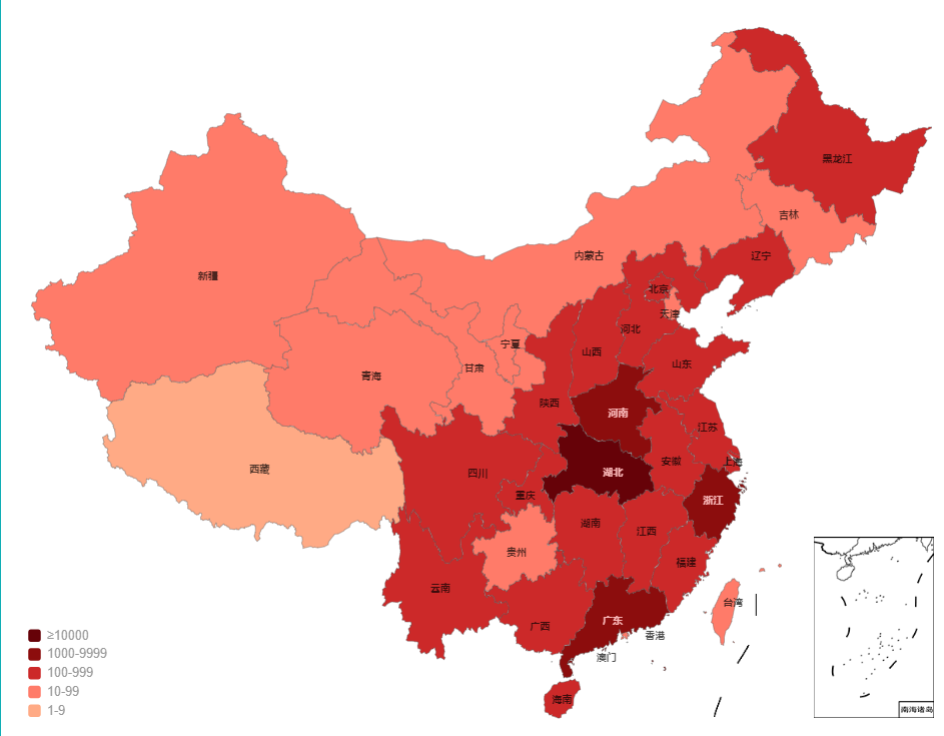 黑龙江
吉林
内蒙古
辽宁
新疆
北京
天津
河北
宁夏
山西
山东
甘肃
青海
陕西
河南
江苏
安徽
上海
西藏
四川
湖北
重庆
浙江
湖南
江西
贵州
福建
云南
台湾
广东
广西
香港
澳门
海南
南海诸岛
≥10000
1000-9999
100-999
10-99
1-9